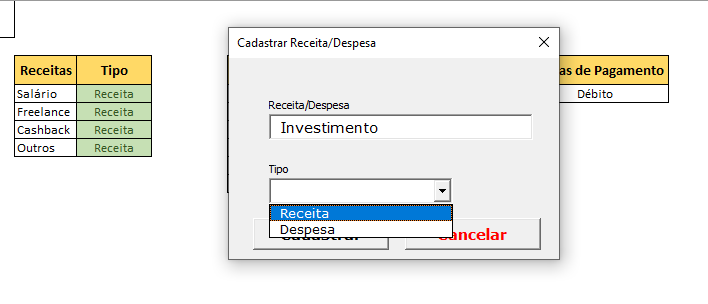 Receitas Tipo
Salário Receita
Freelance Receita
Cashback Receita
Outros Receita
Cadastrar Receita/Despesa
Receita/Despesa
Investimento
Tipo
Receita
Despesa
Cadastrar Cancelar
as de Pagamento
Débito